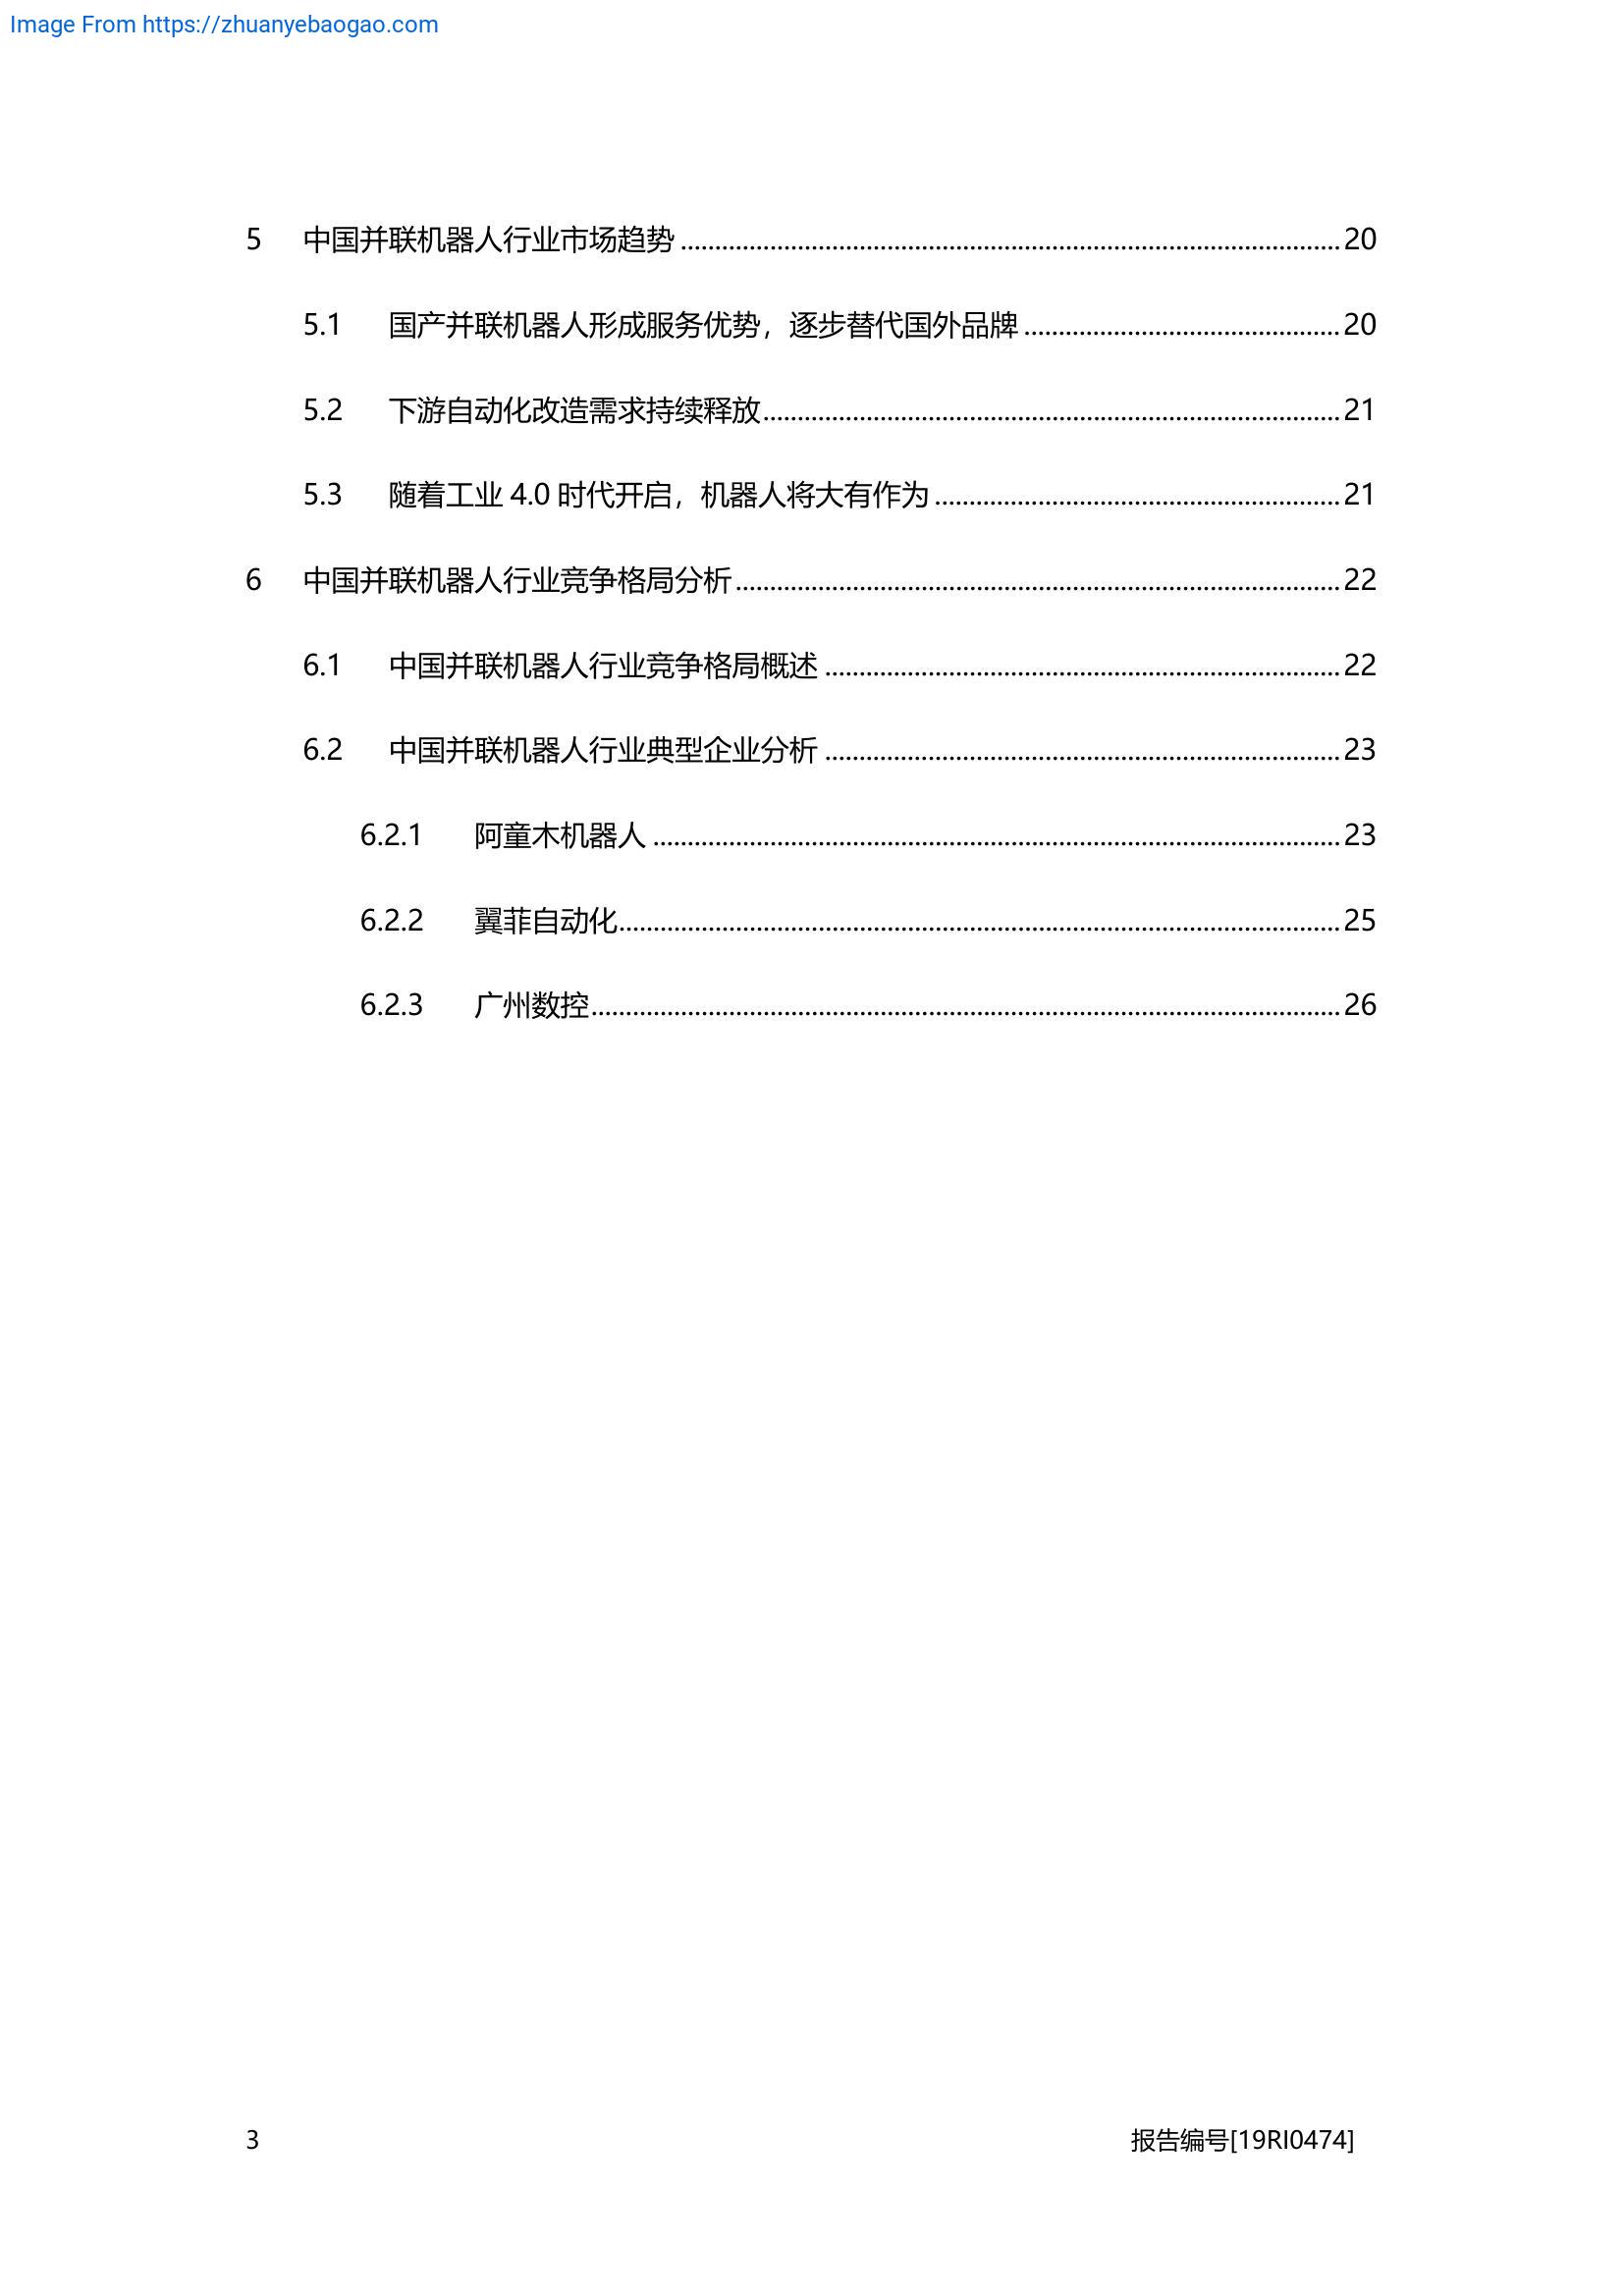 Image From https://zhuanyebaogao.com
5 中国并联机器人行业市场趋势 ........................ 20
5.1 国产并联机器人形成服务优势，逐步替代国外品牌 ........................ 20
5.2 下游自动化改造需求持续释放 ........................ 21
5.3 随着工业 4.0 时代开启，机器人将大有作为 ........................ 21
6 中国并联机器人行业竞争格局分析 ........................ 22
6.1 中国并联机器人行业竞争格局概述 ........................ 22
6.2 中国并联机器人行业典型企业分析 ........................ 23
6.2.1 阿童木机器人 ........................ 23
6.2.2 翼菲自动化 ........................ 25
6.2.3 广州数控 ........................ 26
3 报告编号[19RI0474]